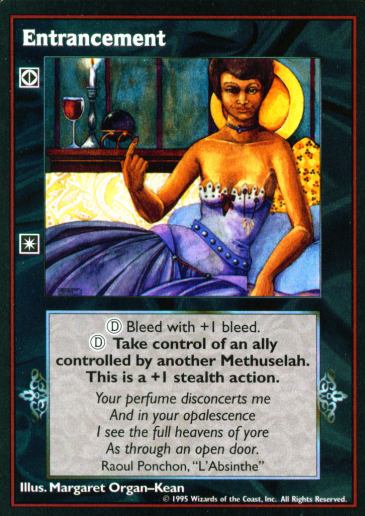 Entrancement
Ⓓ Bleed with +1 bleed.
Ⓓ Take control of an ally
controlled by another Methuselah.
This is a +1 stealth action.
Your perfume disconcerts me
And in your opalescence
I see the full heavens of yore
As through an open door.
Raoul Ponchon, "L'Absinthe"
Illus. Margaret Organ–Kean
© 1995 Wizards of the Coast, Inc. All Rights Reserved.